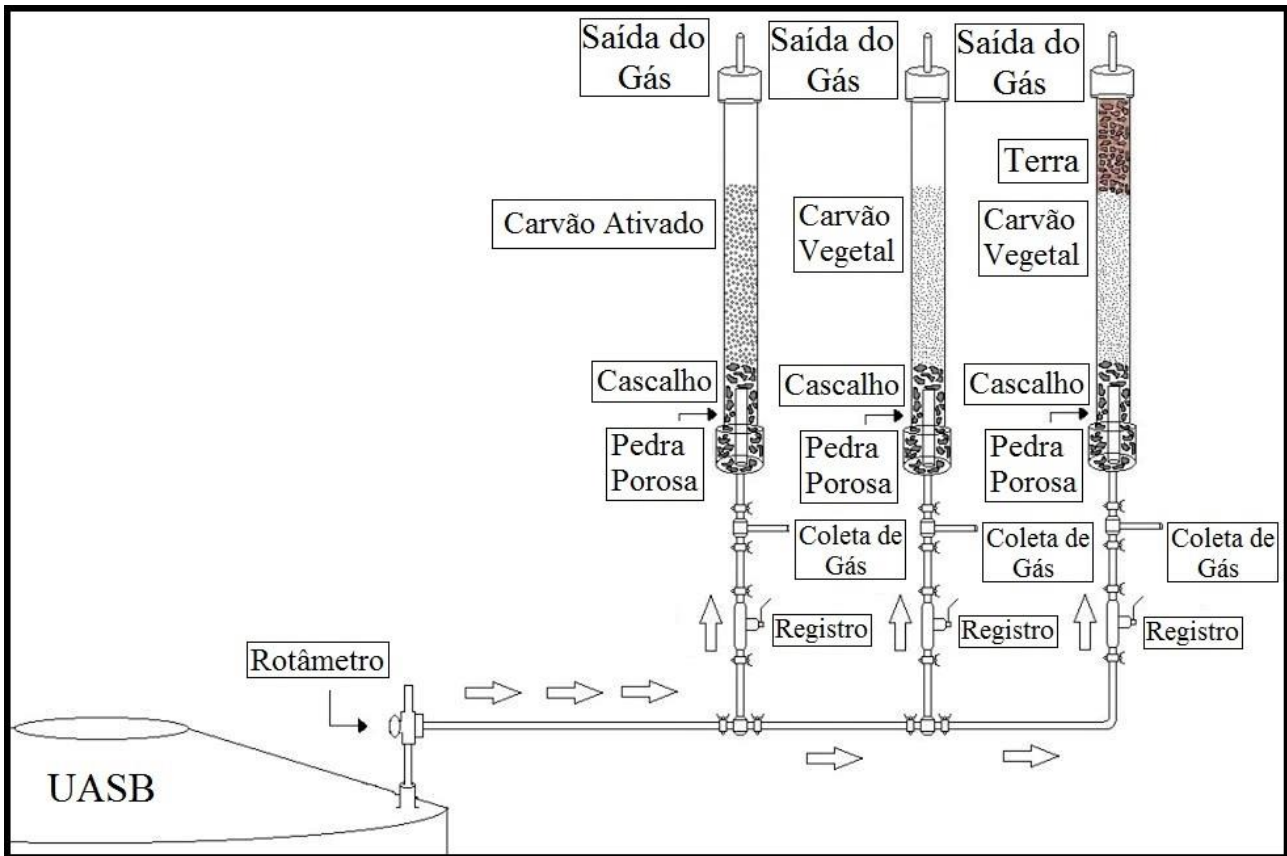 Saída do
Gás
Saída do
Gás
Saída do
Gás
Terra
Carvão Ativado
Carvão
Vegetal
Carvão
Vegetal
Cascalho
Cascalho
Cascalho
Pedra
Porosa
Pedra
Porosa
Pedra
Porosa
Coleta de
Gás
Coleta de
Gás
Coleta de
Gás
Registro
Registro
Registro
Rotâmetro
UASB